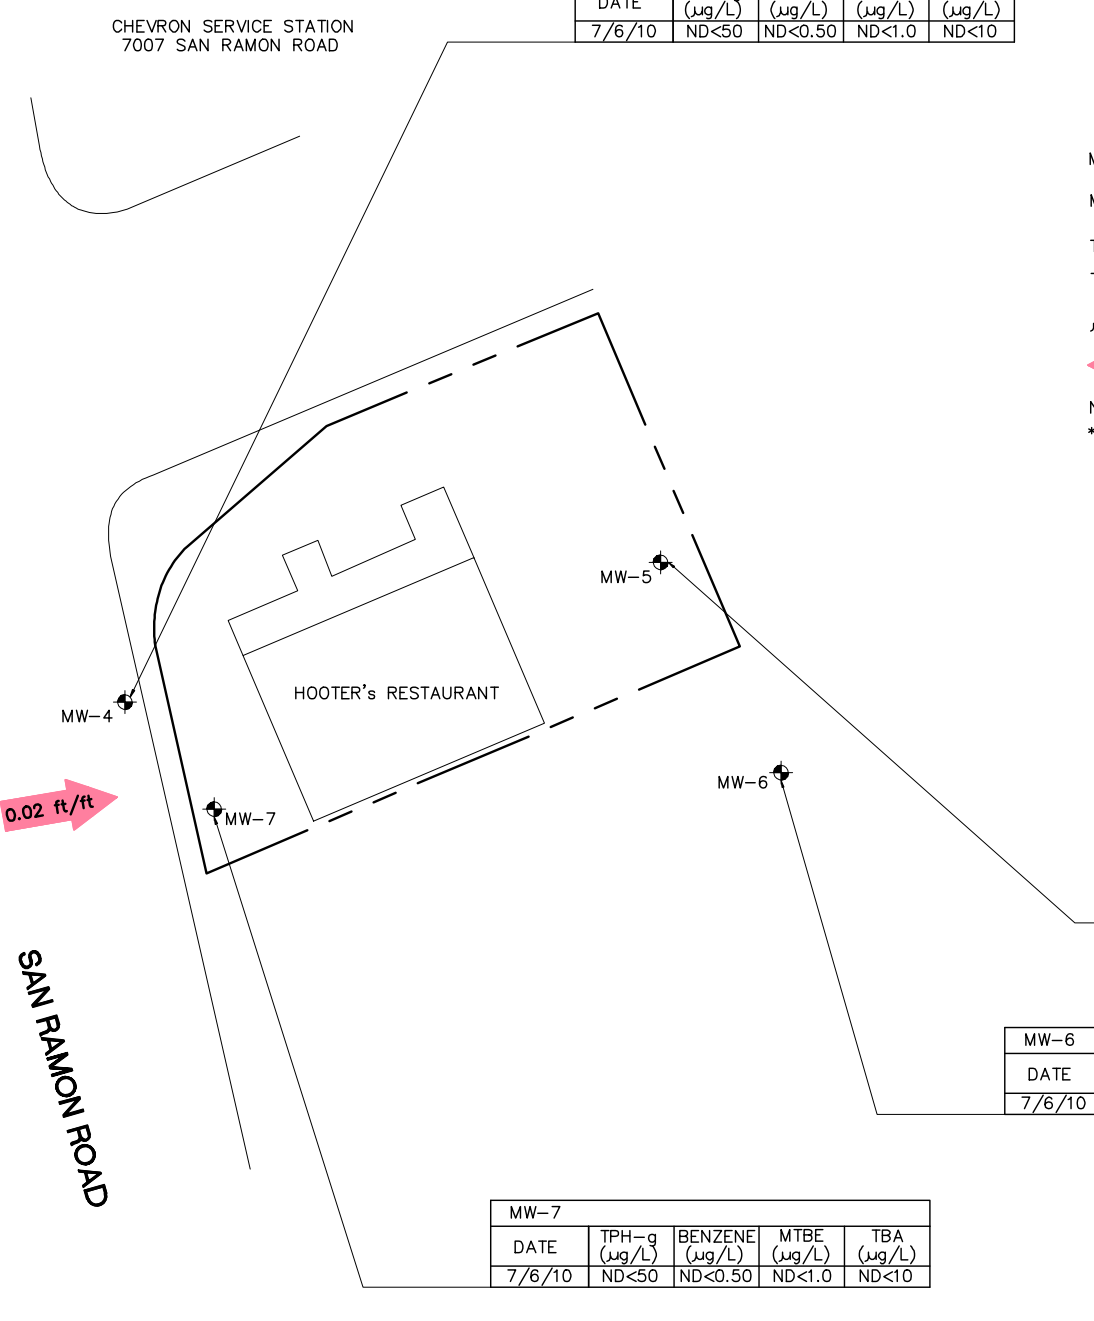 CHEVRON SERVICE STATION
7007 SAN RAMON ROAD
DATE (µg/L) (µg/L) (µg/L) (µg/L)
7/6/10 ND<50 ND<0.50 ND<1.0 ND<10
MW-5
HOOTER's RESTAURANT
MW-4
MW-6
0.02 ft/ft
MW-7
SAN RAMON ROAD
MW-6
DATE
7/6/10
MW-7
DATE TPH-g (µg/L) BENZENE (µg/L) MTBE (µg/L) TBA (µg/L)
7/6/10 ND<50 ND<0.50 ND<1.0 ND<10